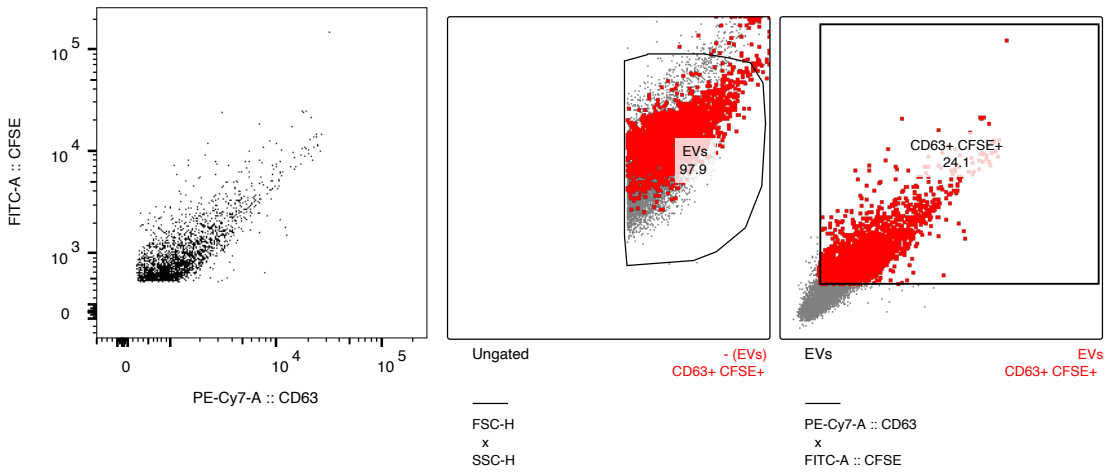 FITC-A :: CFSE
10^5
10^4
10^3
0
0
10^4
10^5
PE-Cy7-A :: CD63
EVs
97.9
Ungated
- (EVs)
CD63+ CFSE+
FSC-H
x
SSC-H
CD63+ CFSE+
24.1
EVs
EVs
CD63+ CFSE+
PE-Cy7-A :: CD63
x
FITC-A :: CFSE